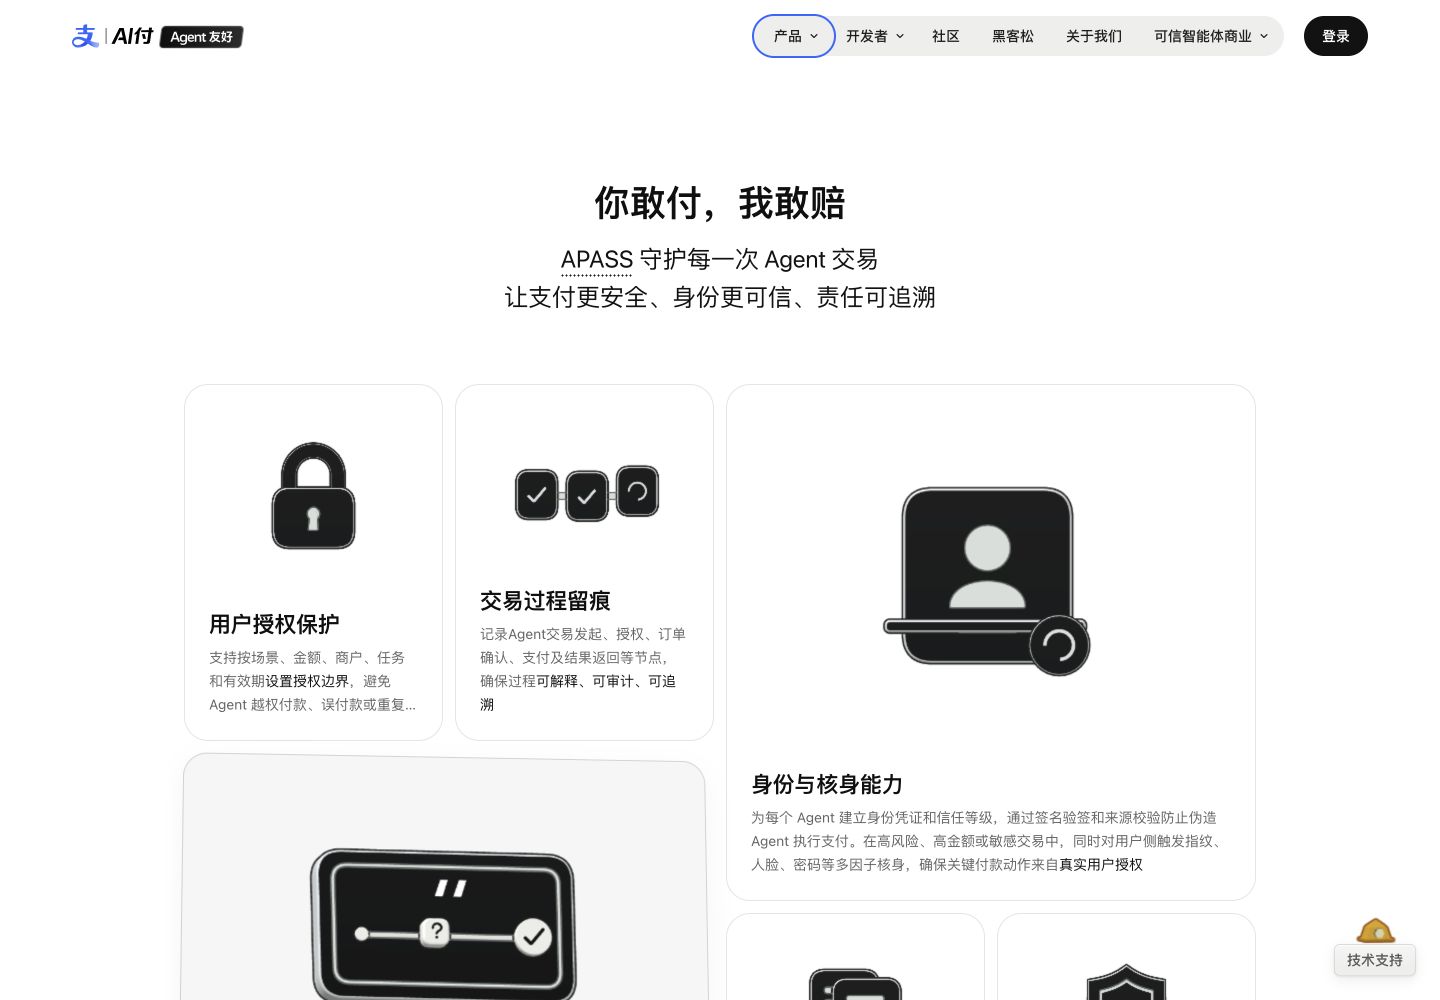 支 AI付 Agent 友好
产品 开发者 社区 黑客松 关于我们 可信智能体商业 登录
你敢付，我敢赔
APASS 守护每一次 Agent 交易
让支付更安全、身份更可信、责任可追溯
用户授权保护
支持按场景、金额、商户、任务
和有效期设置授权边界，避免
Agent 越权付款、误付款或重复...
交易过程留痕
记录Agent交易发起、授权、订单
确认、支付及结果返回等节点，
确保过程可解释、可审计、可追
溯
身份与核身能力
为每个 Agent 建立身份凭证和信任等级，通过签名验签和来源校验防止伪造
Agent 执行支付。在高风险、高金额或敏感交易中，同时对用户侧触发指纹、
人脸、密码等多因子核身，确保关键付款动作来自真实用户授权
?
技术支持